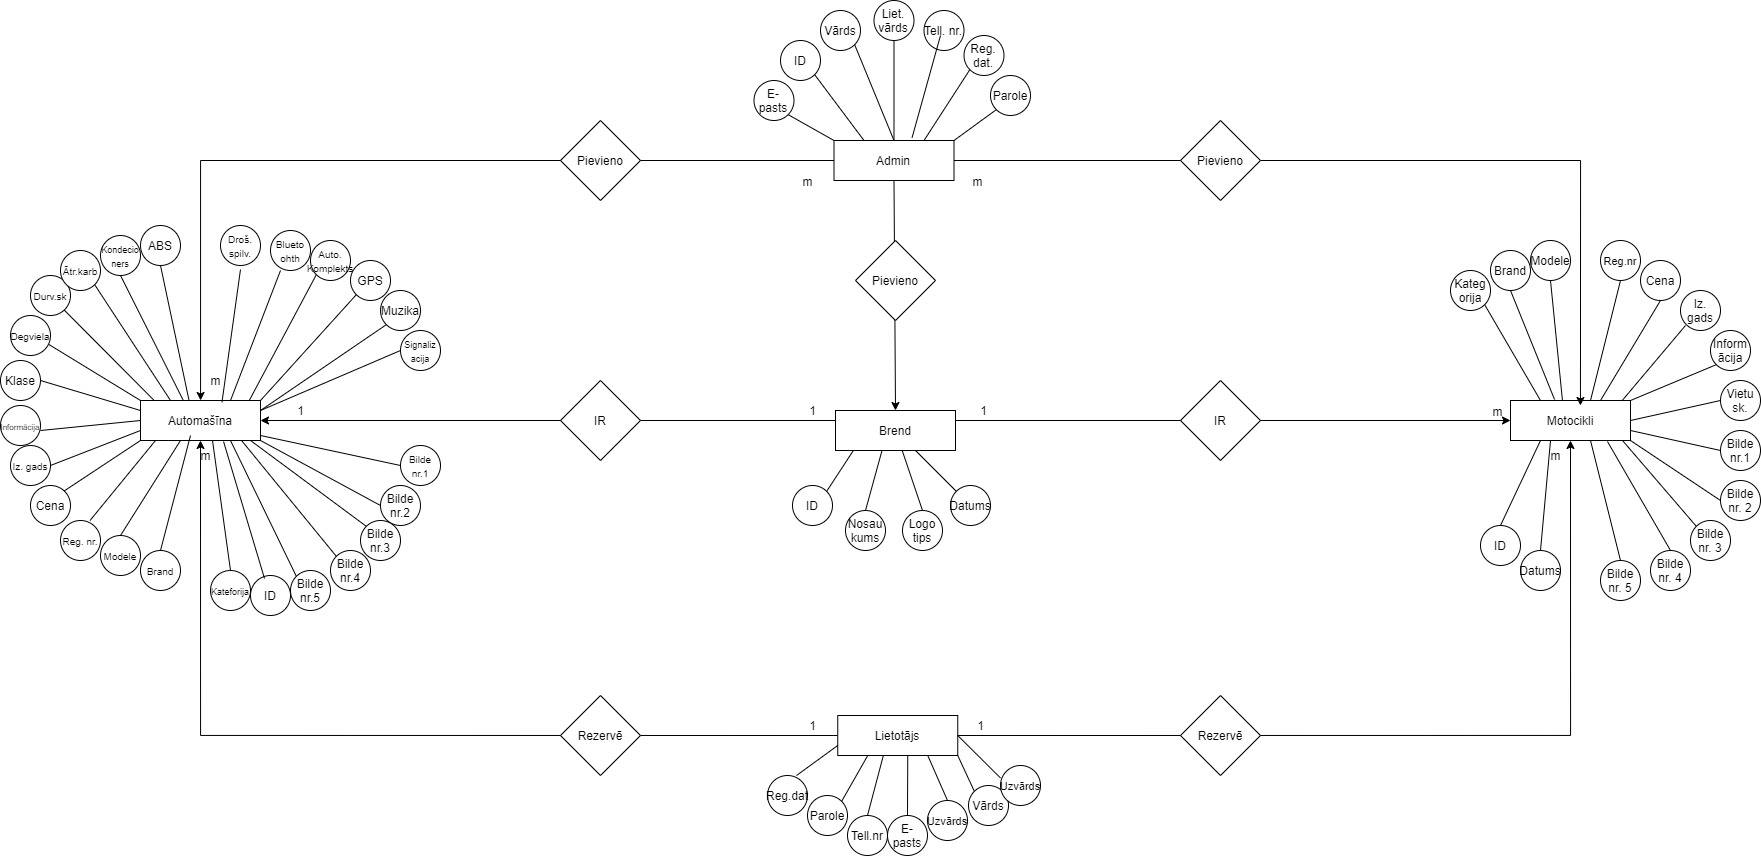 Liet.
vārds
Vārds
Tell. nr.
ID
Reg.
dat.
E-
pasts
Parole
Pievieno
Admin
Pievieno
m
m
ABS
Droš.
spilv.
Blueto
ohth
Kondecio
ners
Auto.
Komplekts
Ātr.karb
GPS
Durv.sk
Muzika
Degviela
Signaliz
acija
Klase
m
Pievieno
Modele
Reg.nr
Brand
Cena
Kateg
orija
Iz.
gads
Inform
ācija
Vietu
sk.
Informācija
Automašīna
1
IR
1
Brend
1
IR
m
Motocikli
m
m
Bilde
nr.1
Iz. gads
Bilde
nr.1
Cena
Bilde
nr.2
Bilde
nr. 2
Reg. nr.
Bilde
nr.3
Bilde
nr. 3
Modele
Bilde
nr.4
Bilde
nr. 4
Brand
Kateforija
ID
Bilde
nr.5
ID
Nosau
kums
Logo
tips
Datums
ID
Datums
Bilde
nr. 5
Rezervē
1
Lietotājs
1
Rezervē
Reg.dat
Parole
Tell.nr
E-
pasts
Uzvārds
Vārds
Uzvārds